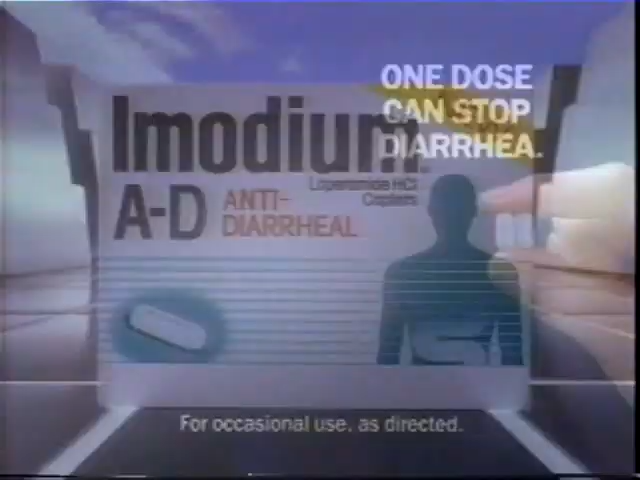 ONE DOSE
CAN STOP
DIARRHEA.
Imodium.
Loperamide HCl
Caplets
A-D ANTI-
DIARRHEAL
For occasional use, as directed.